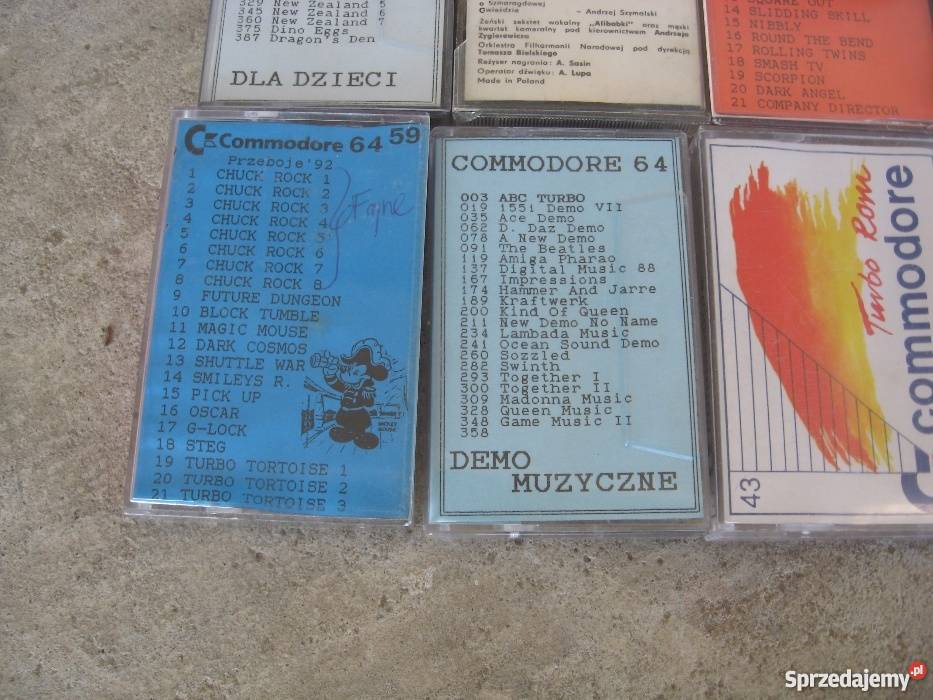 329 New Zealand 5
345 New Zealand 6
360 New Zealand 7
375 Dino Eggs
387 Dragon's Den
DLA DZIECI
o Szmaragdowej
Gwieździe - Andrzej Szymalski
Żeński sekstet wokalny „Alibabki" oraz męski
kwartet kameralny pod kierownictwem Andrzeja
Zygierewicza
Orkiestra Filharmonii Narodowej pod dyrekcją
Tomasza Bielskiego
Reżyser nagrania: A. Sasin
Operator dźwięku: A. Lupa
Made in Poland
SQUARE OUT
14 SLIDDING SKILL
15 NIBBLY
16 ROUND THE BEND
17 ROLLING TWINS
18 SMASH TV
19 SCORPION
20 DARK ANGEL
21 COMPANY DIRECTOR
Commodore 64 59
Przeboje'92
1 CHUCK ROCK 1
2 CHUCK ROCK 2
3 CHUCK ROCK 3
4 CHUCK ROCK 4
5 CHUCK ROCK 5
6 CHUCK ROCK 6
7 CHUCK ROCK 7
8 CHUCK ROCK 8
Fajne
9 FUTURE DUNGEON
10 BLOCK TUMBLE
11 MAGIC MOUSE
12 DARK COSMOS
13 SHUTTLE WAR
14 SMILEYS R.
15 PICK UP
16 OSCAR
17 G-LOCK
18 STEG
19 TURBO TORTOISE 1
20 TURBO TORTOISE 2
21 TURBO TORTOISE 3
MICKEY
MOUSE
COMMODORE 64
003 ABC TURBO
019 1551 Demo VII
035 Ace Demo
062 D. Daz Demo
078 A New Demo
091 The Beatles
119 Amiga Pharao
137 Digital Music 88
167 Impressions
174 Hammer And Jarre
189 Kraftwerk
200 Kind Of Queen
211 New Demo No Name
234 Lambada Music
241 Ocean Sound Demo
260 Sozzled
282 Swinth
293 Together I
300 Together II
309 Madonna Music
328 Queen Music
348 Game Music II
358
DEMO
MUZYCZNE
Turbo Rom
commodore
43
Sprzedajemy.pl